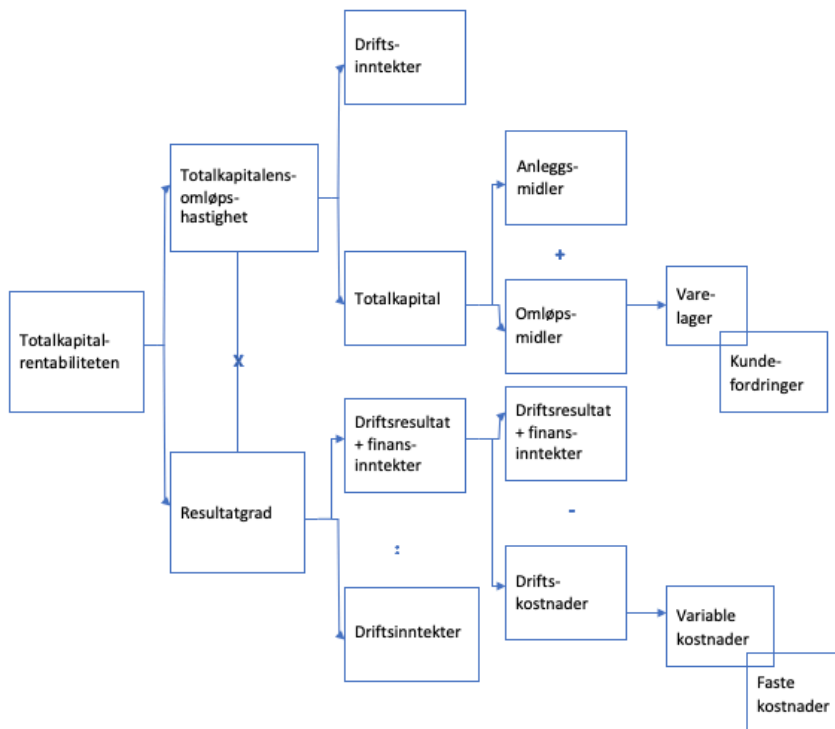 Drifts-
inntekter
Totalkapitalens-
omløps-
hastighet
Anleggs-
midler
+
Totalkapital
Omløps-
midler
Vare-
lager
Kunde-
fordringer
Totalkapital-
rentabiliteten
X
Driftsresultat
+ finans-
inntekter
Driftsresultat
+ finans-
inntekter
Resultatgrad
:
-
Driftsinntekter
Drifts-
kostnader
Variable
kostnader
Faste
kostnader